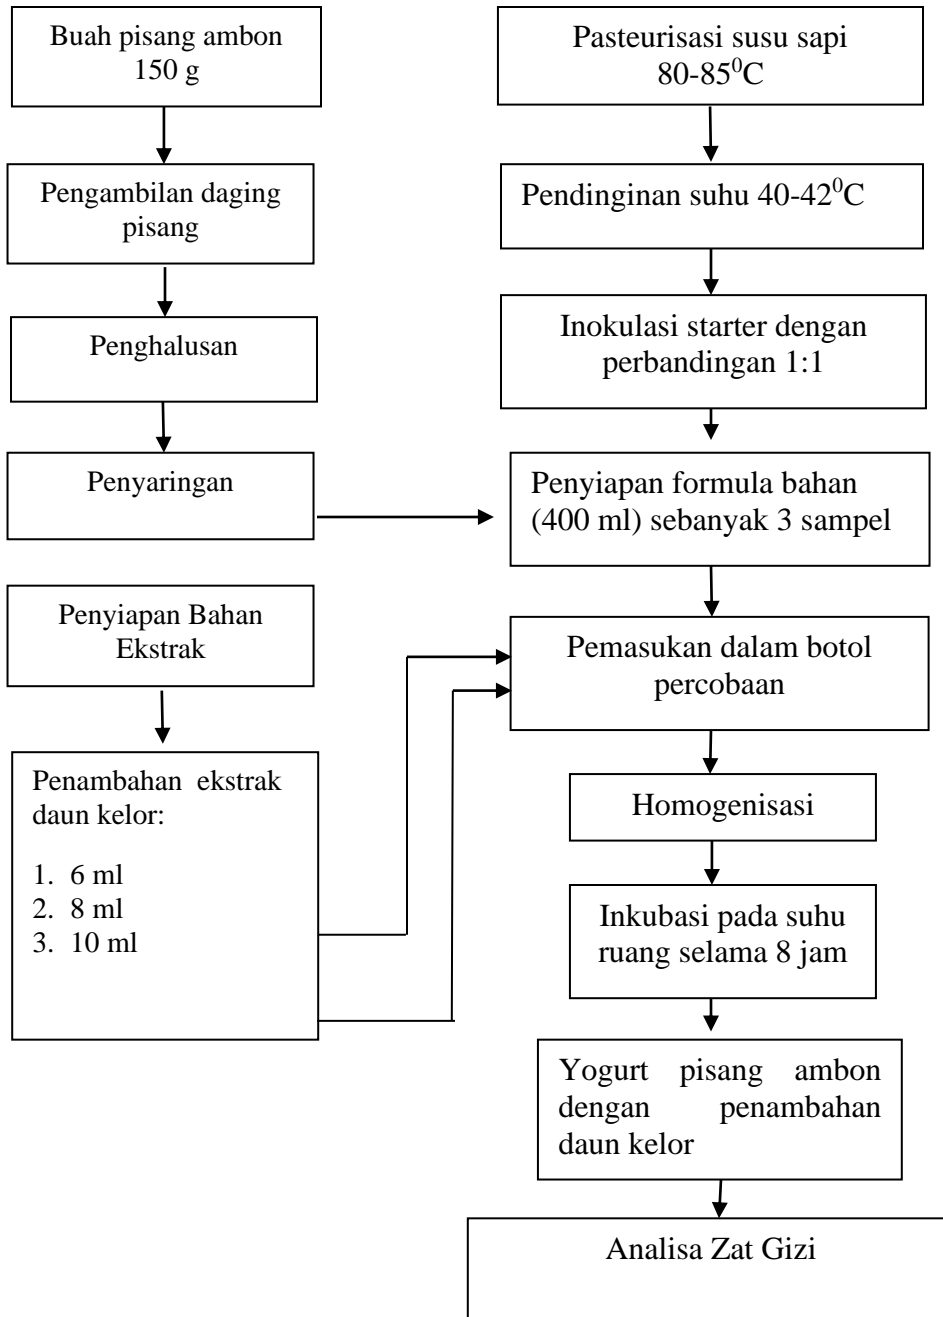 Buah pisang ambon
150 g
Pengambilan daging
pisang
Penghalusan
Penyaringan
Penyiapan Bahan
Ekstrak
Penambahan ekstrak
daun kelor:
1. 6 ml
2. 8 ml
3. 10 ml
Pasteurisasi susu sapi
80-85⁰C
Pendinginan suhu 40-42⁰C
Inokulasi starter dengan
perbandingan 1:1
Penyiapan formula bahan
(400 ml) sebanyak 3 sampel
Pemasukan dalam botol
percobaan
Homogenisasi
Inkubasi pada suhu
ruang selama 8 jam
Yogurt pisang ambon
dengan penambahan
daun kelor
Analisa Zat Gizi